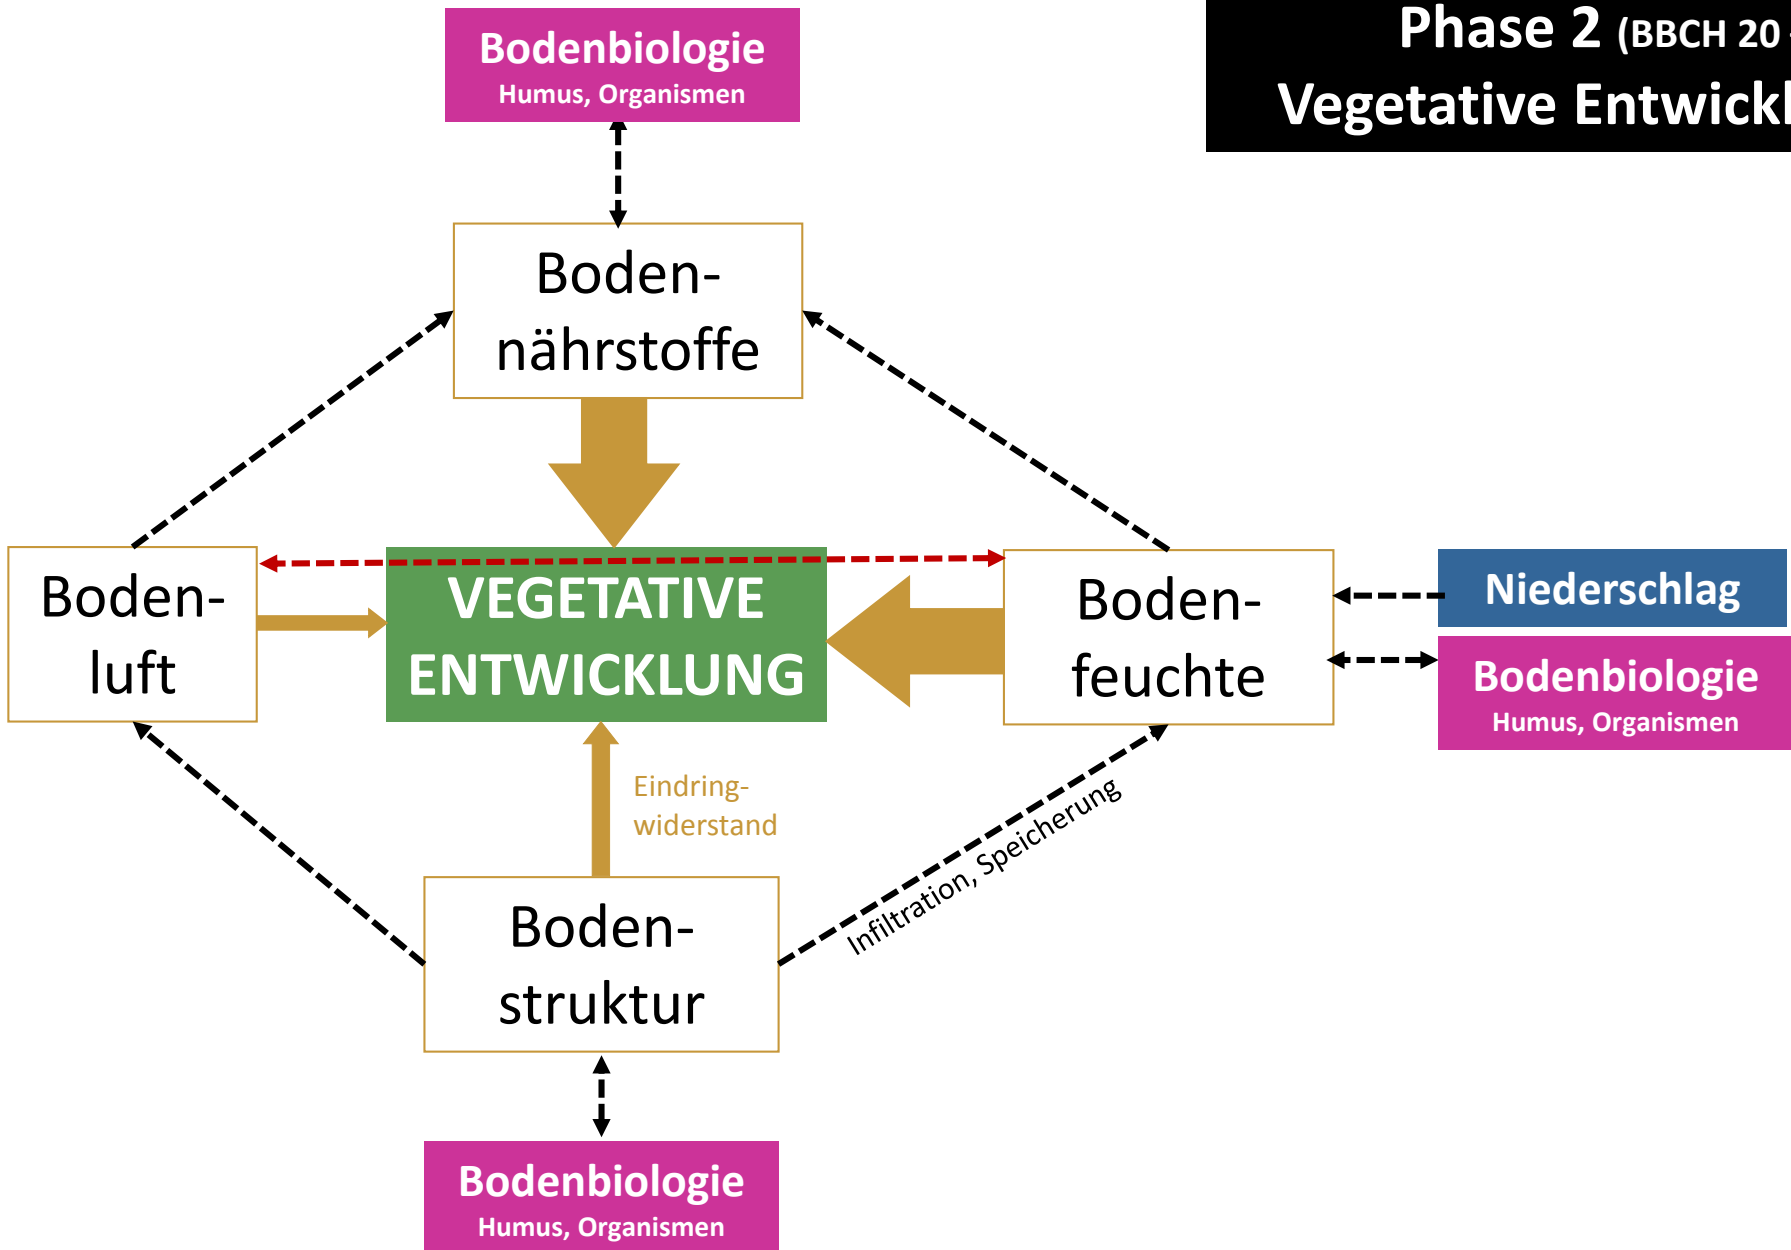 Phase 2 (BBCH 20
Vegetative Entwickl
Bodenbiologie
Humus, Organismen
Boden-
nährstoffe
Boden-
luft
VEGETATIVE
ENTWICKLUNG
Boden-
feuchte
Niederschlag
Bodenbiologie
Humus, Organismen
Eindring-
widerstand
Infiltration, Speicherung
Boden-
struktur
Bodenbiologie
Humus, Organismen